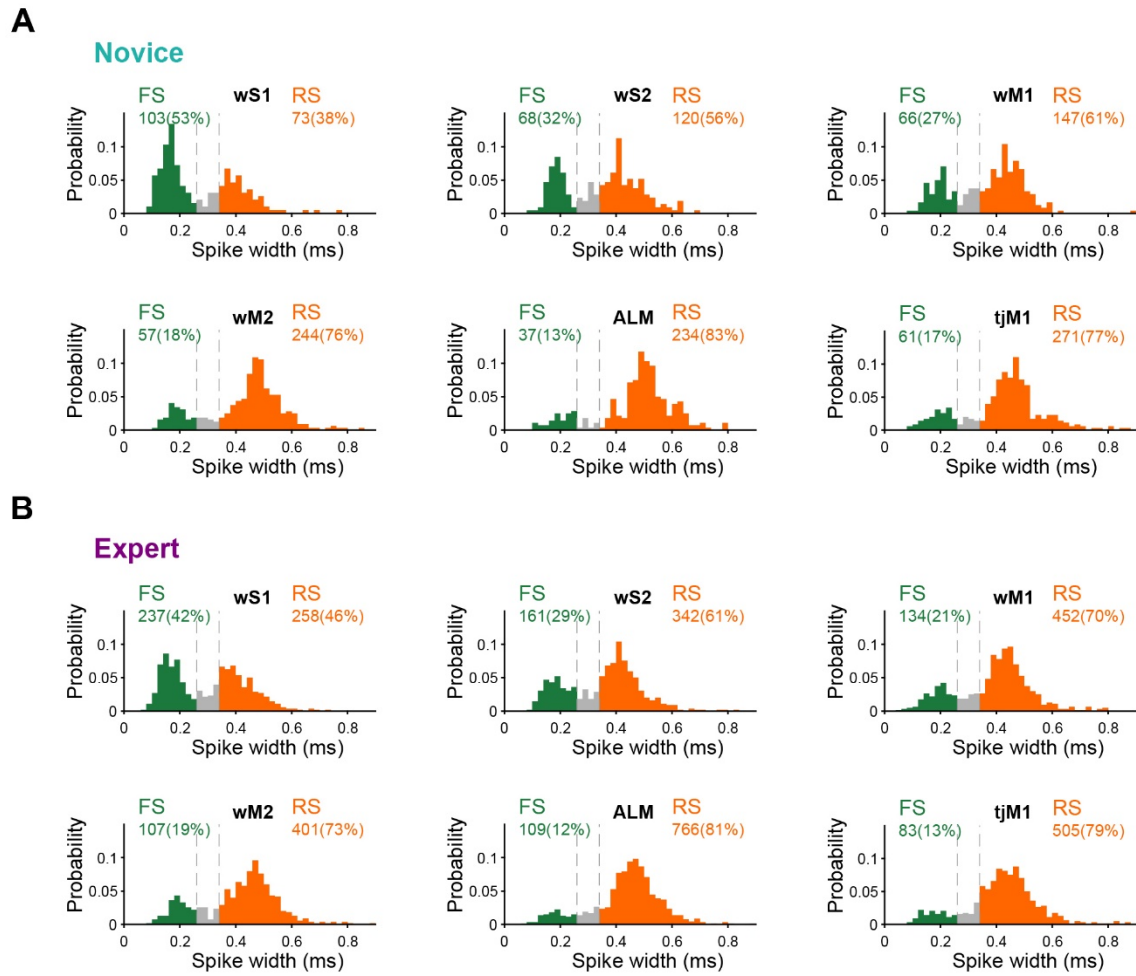 A
Novice
FS wS1 RS
103(53%) 73(38%)
FS wS2 RS
68(32%) 120(56%)
FS wM1 RS
66(27%) 147(61%)
Probability
0.1
0.05
0
0 0.2 0.4 0.6 0.8
Spike width (ms)
Probability
0.1
0.05
0
0 0.2 0.4 0.6 0.8
Spike width (ms)
Probability
0.1
0.05
0
0 0.2 0.4 0.6 0.8
Spike width (ms)
FS wM2 RS
57(18%) 244(76%)
FS ALM RS
37(13%) 234(83%)
FS tjM1 RS
61(17%) 271(77%)
Probability
0.1
0.05
0
0 0.2 0.4 0.6 0.8
Spike width (ms)
Probability
0.1
0.05
0
0 0.2 0.4 0.6 0.8
Spike width (ms)
Probability
0.1
0.05
0
0 0.2 0.4 0.6 0.8
Spike width (ms)
B
Expert
FS wS1 RS
237(42%) 258(46%)
FS wS2 RS
161(29%) 342(61%)
FS wM1 RS
134(21%) 452(70%)
Probability
0.1
0.05
0
0 0.2 0.4 0.6 0.8
Spike width (ms)
Probability
0.1
0.05
0
0 0.2 0.4 0.6 0.8
Spike width (ms)
Probability
0.1
0.05
0
0 0.2 0.4 0.6 0.8
Spike width (ms)
FS wM2 RS
107(19%) 401(73%)
FS ALM RS
109(12%) 766(81%)
FS tjM1 RS
83(13%) 505(79%)
Probability
0.1
0.05
0
0 0.2 0.4 0.6 0.8
Spike width (ms)
Probability
0.1
0.05
0
0 0.2 0.4 0.6 0.8
Spike width (ms)
Probability
0.1
0.05
0
0 0.2 0.4 0.6 0.8
Spike width (ms)